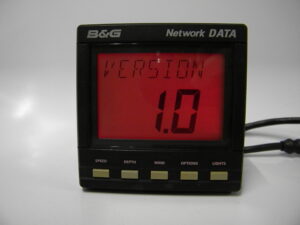 B&G Network DATA
VERSION
1.0
SPEED DEPTH WIND OPTIONS LIGHTS